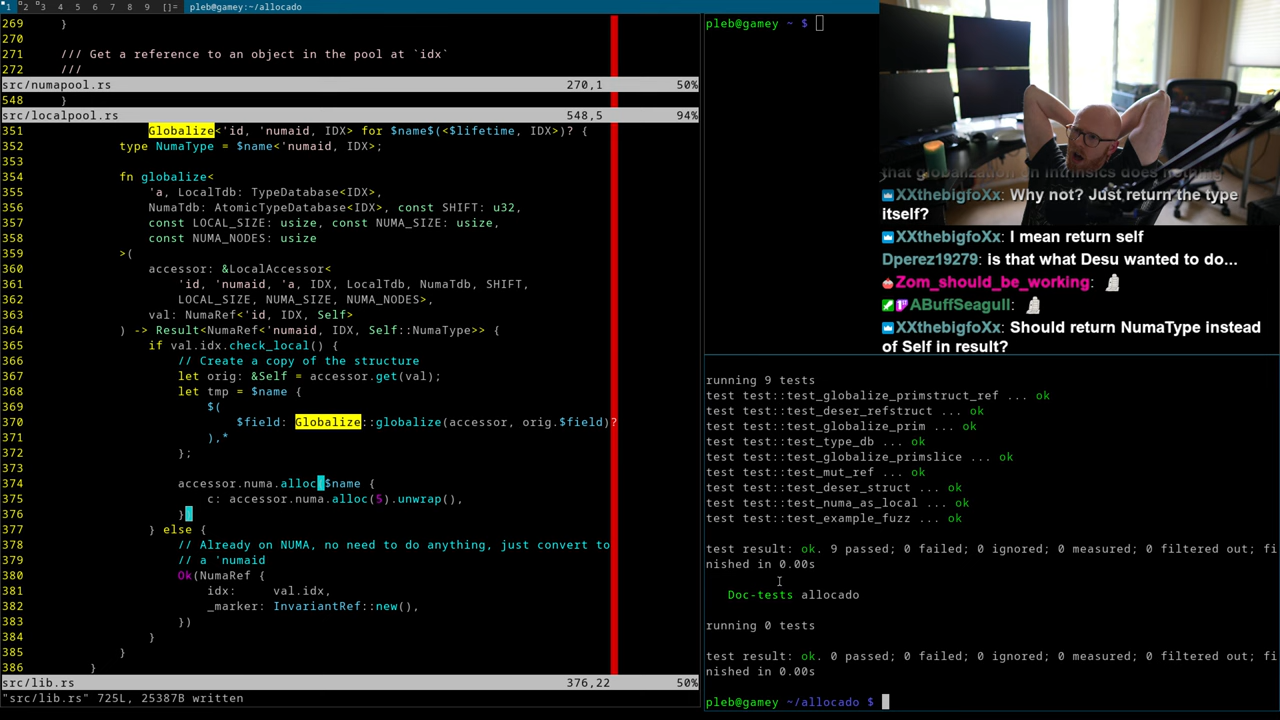 1 2 3 4 5 6 7 8 9 []= pleb@gamey:~/allocado
269 }
270
271 /// Get a reference to an object in the pool at `idx`
272 ///
src/numapool.rs 270,1 50%
548 }
src/localpool.rs 548,5 94%
351 Globalize<'id, 'numaid, IDX> for $name$(<$lifetime, IDX>)? {
352 type NumaType = $name<'numaid, IDX>;
353
354 fn globalize<
355 'a, LocalTdb: TypeDatabase<IDX>,
356 NumaTdb: AtomicTypeDatabase<IDX>, const SHIFT: u32,
357 const LOCAL_SIZE: usize, const NUMA_SIZE: usize,
358 const NUMA_NODES: usize
359 >(
360 accessor: &LocalAccessor<
361 'id, 'numaid, 'a, IDX, LocalTdb, NumaTdb, SHIFT,
362 LOCAL_SIZE, NUMA_SIZE, NUMA_NODES>,
363 val: NumaRef<'id, IDX, Self>
364 ) -> Result<NumaRef<'numaid, IDX, Self::NumaType>> {
365 if val.idx.check_local() {
366 // Create a copy of the structure
367 let orig: &Self = accessor.get(val);
368 let tmp = $name {
369 $(
370 $field: Globalize::globalize(accessor, orig.$field)?
371 ),*
372 };
373
374 accessor.numa.alloc($name {
375 c: accessor.numa.alloc(5).unwrap(),
376 })
377 } else {
378 // Already on NUMA, no need to do anything, just convert to
379 // a 'numaid
380 Ok(NumaRef {
381 idx: val.idx,
382 _marker: InvariantRef::new(),
383 })
384 }
385 }
386 }
src/lib.rs 376,22 50%
"src/lib.rs" 725L, 25387B written
pleb@gamey ~ $
that globalization on intrinsics does nothing
XXthebigfoXx: Why not? Just return the type
itself?
XXthebigfoXx: I mean return self
Dperez19279: is that what Desu wanted to do...
Zom_should_be_working:
ABuffSeagull:
XXthebigfoXx: Should return NumaType instead
of Self in result?
running 9 tests
test test::test_globalize_primstruct_ref ... ok
test test::test_deser_refstruct ... ok
test test::test_globalize_prim ... ok
test test::test_type_db ... ok
test test::test_globalize_primslice ... ok
test test::test_mut_ref ... ok
test test::test_deser_struct ... ok
test test::test_numa_as_local ... ok
test test::test_example_fuzz ... ok
test result: ok. 9 passed; 0 failed; 0 ignored; 0 measured; 0 filtered out; fi
nished in 0.00s
Doc-tests allocado
running 0 tests
test result: ok. 0 passed; 0 failed; 0 ignored; 0 measured; 0 filtered out; fi
nished in 0.00s
pleb@gamey ~/allocado $